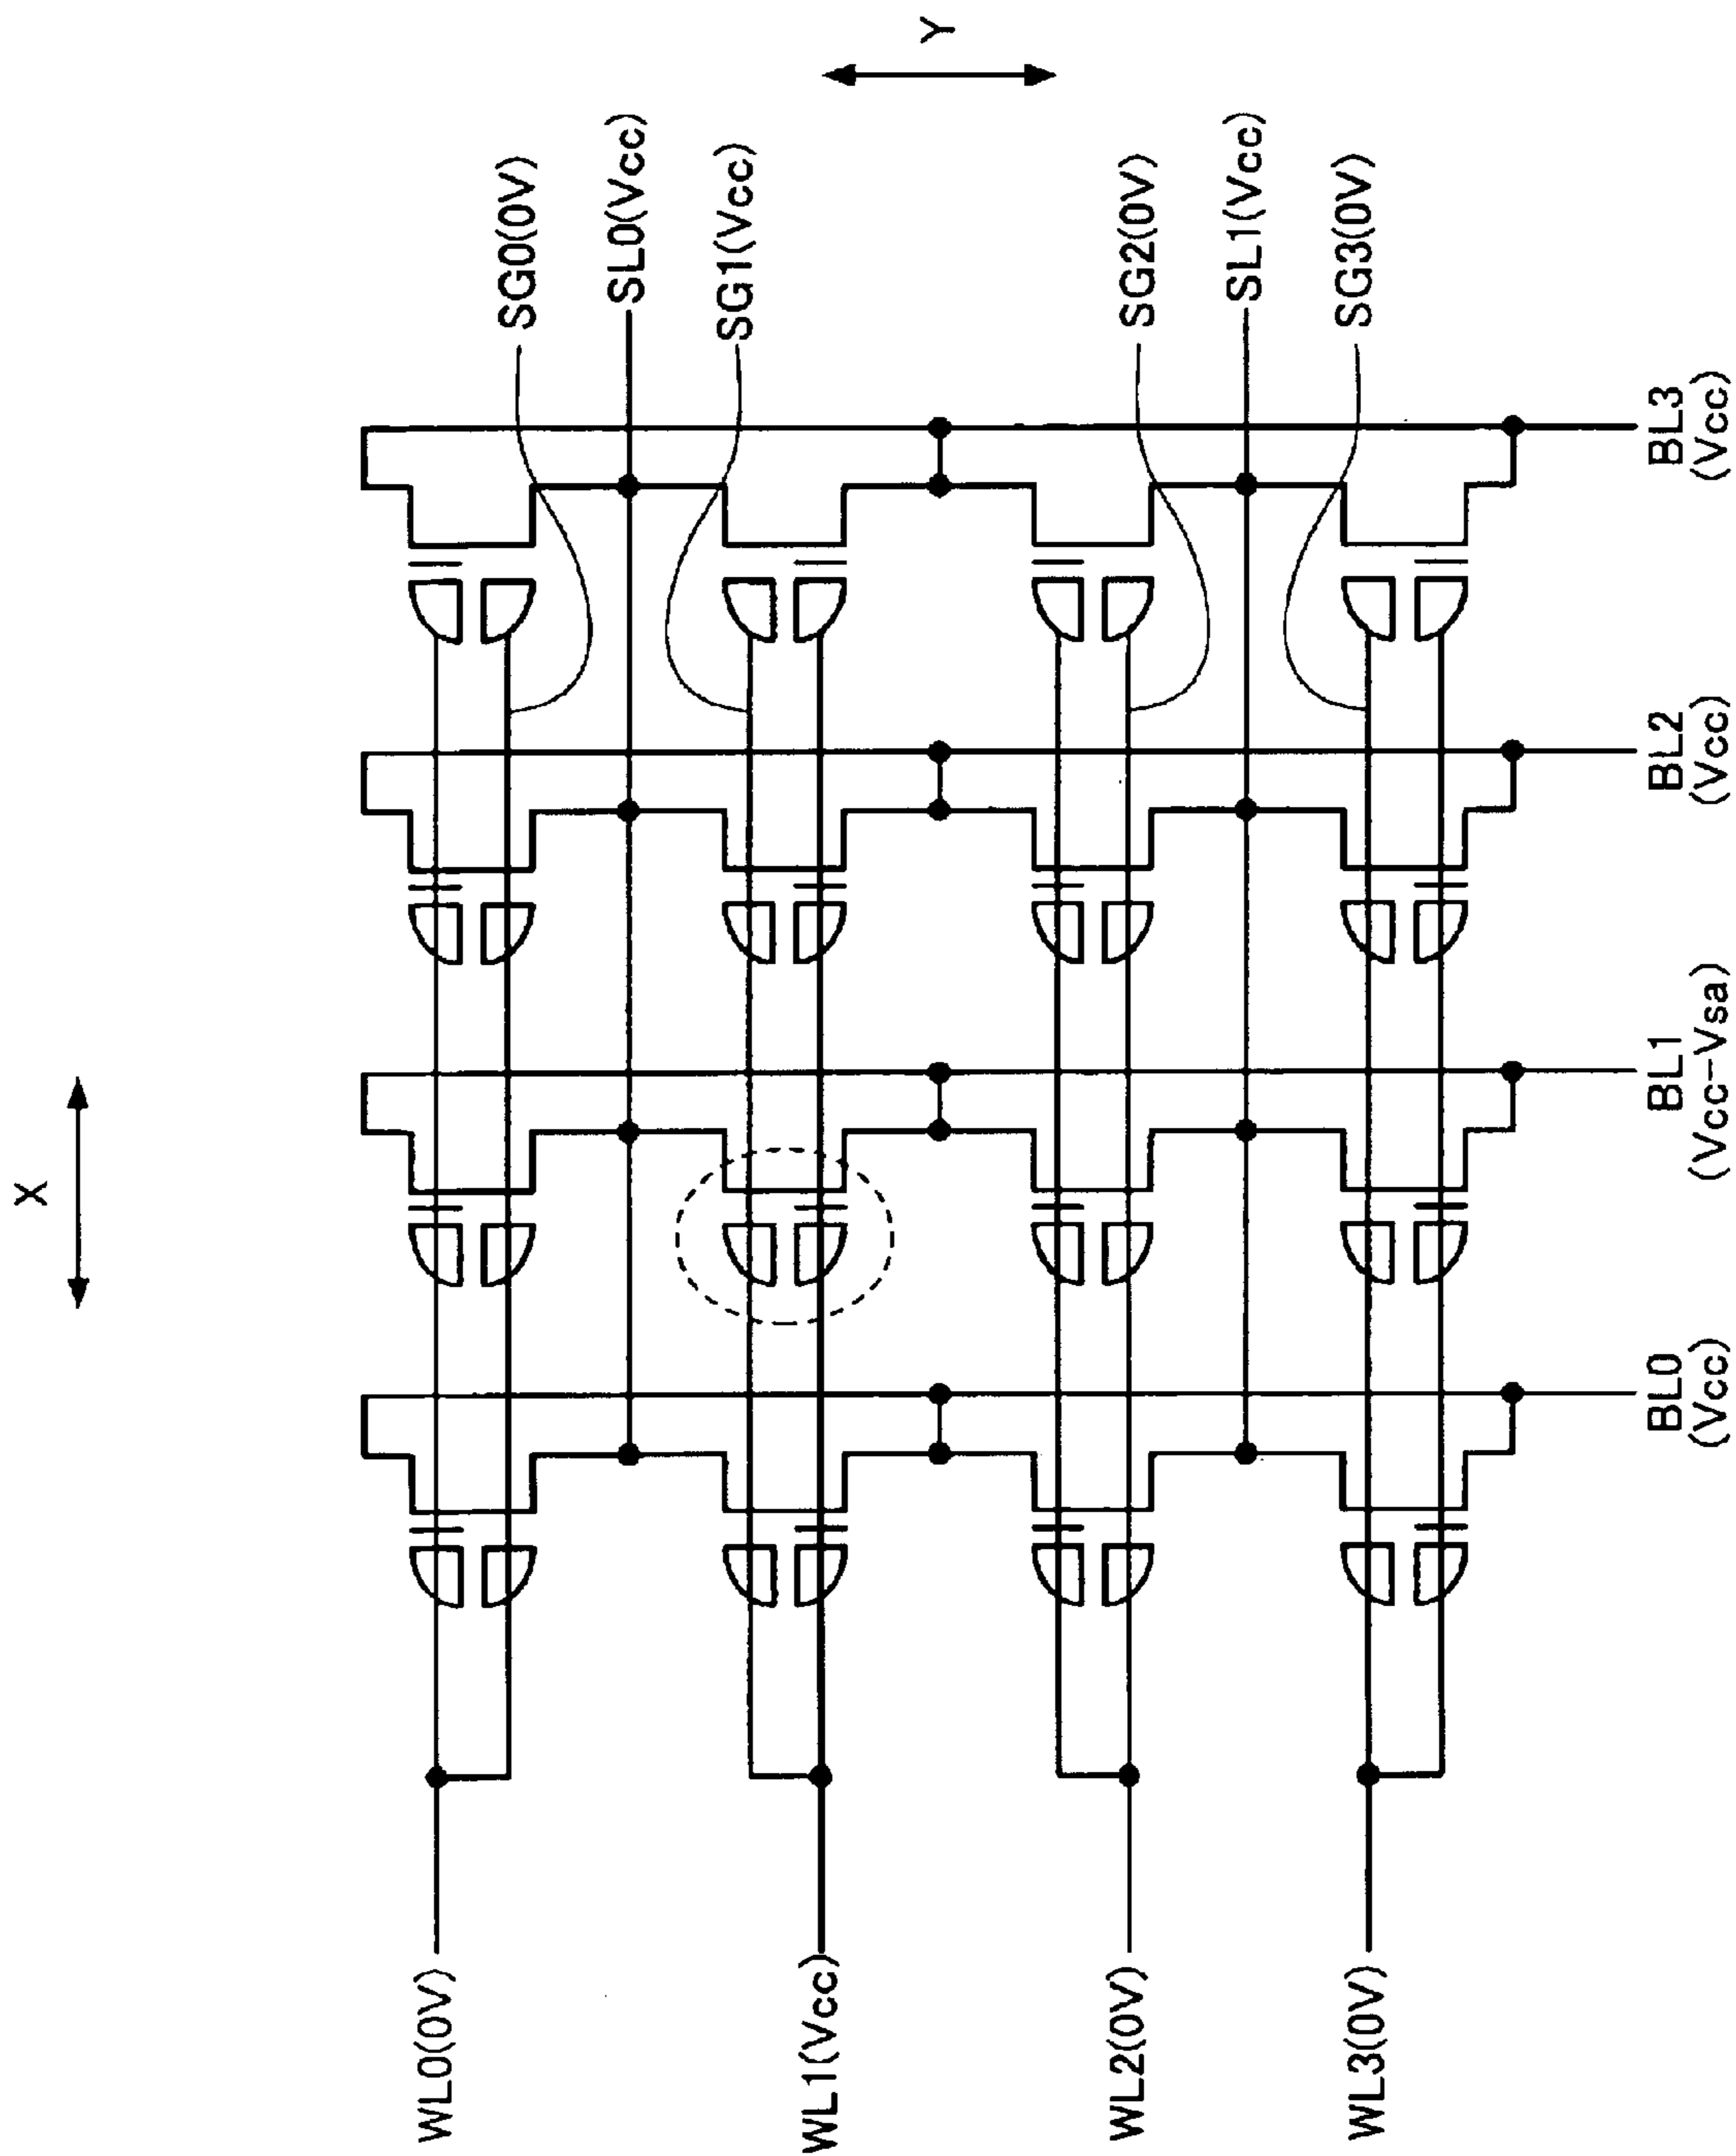 X
Y
SG0(0V)
SL0(Vcc)
SG1(Vcc)
SG2(0V)
SL1(Vcc)
SG3(0V)
WL0(0V)
WL1(Vcc)
WL2(0V)
WL3(0V)
BL0
(Vcc)
BL1
(Vcc-Vsa)
BL2
(Vcc)
BL3
(Vcc)